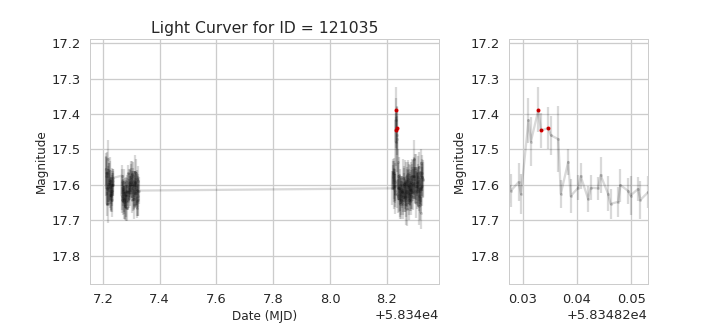 Light Curver for ID = 121035
17.2
17.3
17.4
17.5
17.6
17.7
17.8
Magnitude
7.2 7.4 7.6 7.8 8.0 8.2
Date (MJD) +5.834e4
17.2
17.3
17.4
17.5
17.6
17.7
17.8
Magnitude
0.03 0.04 0.05
+5.83482e4